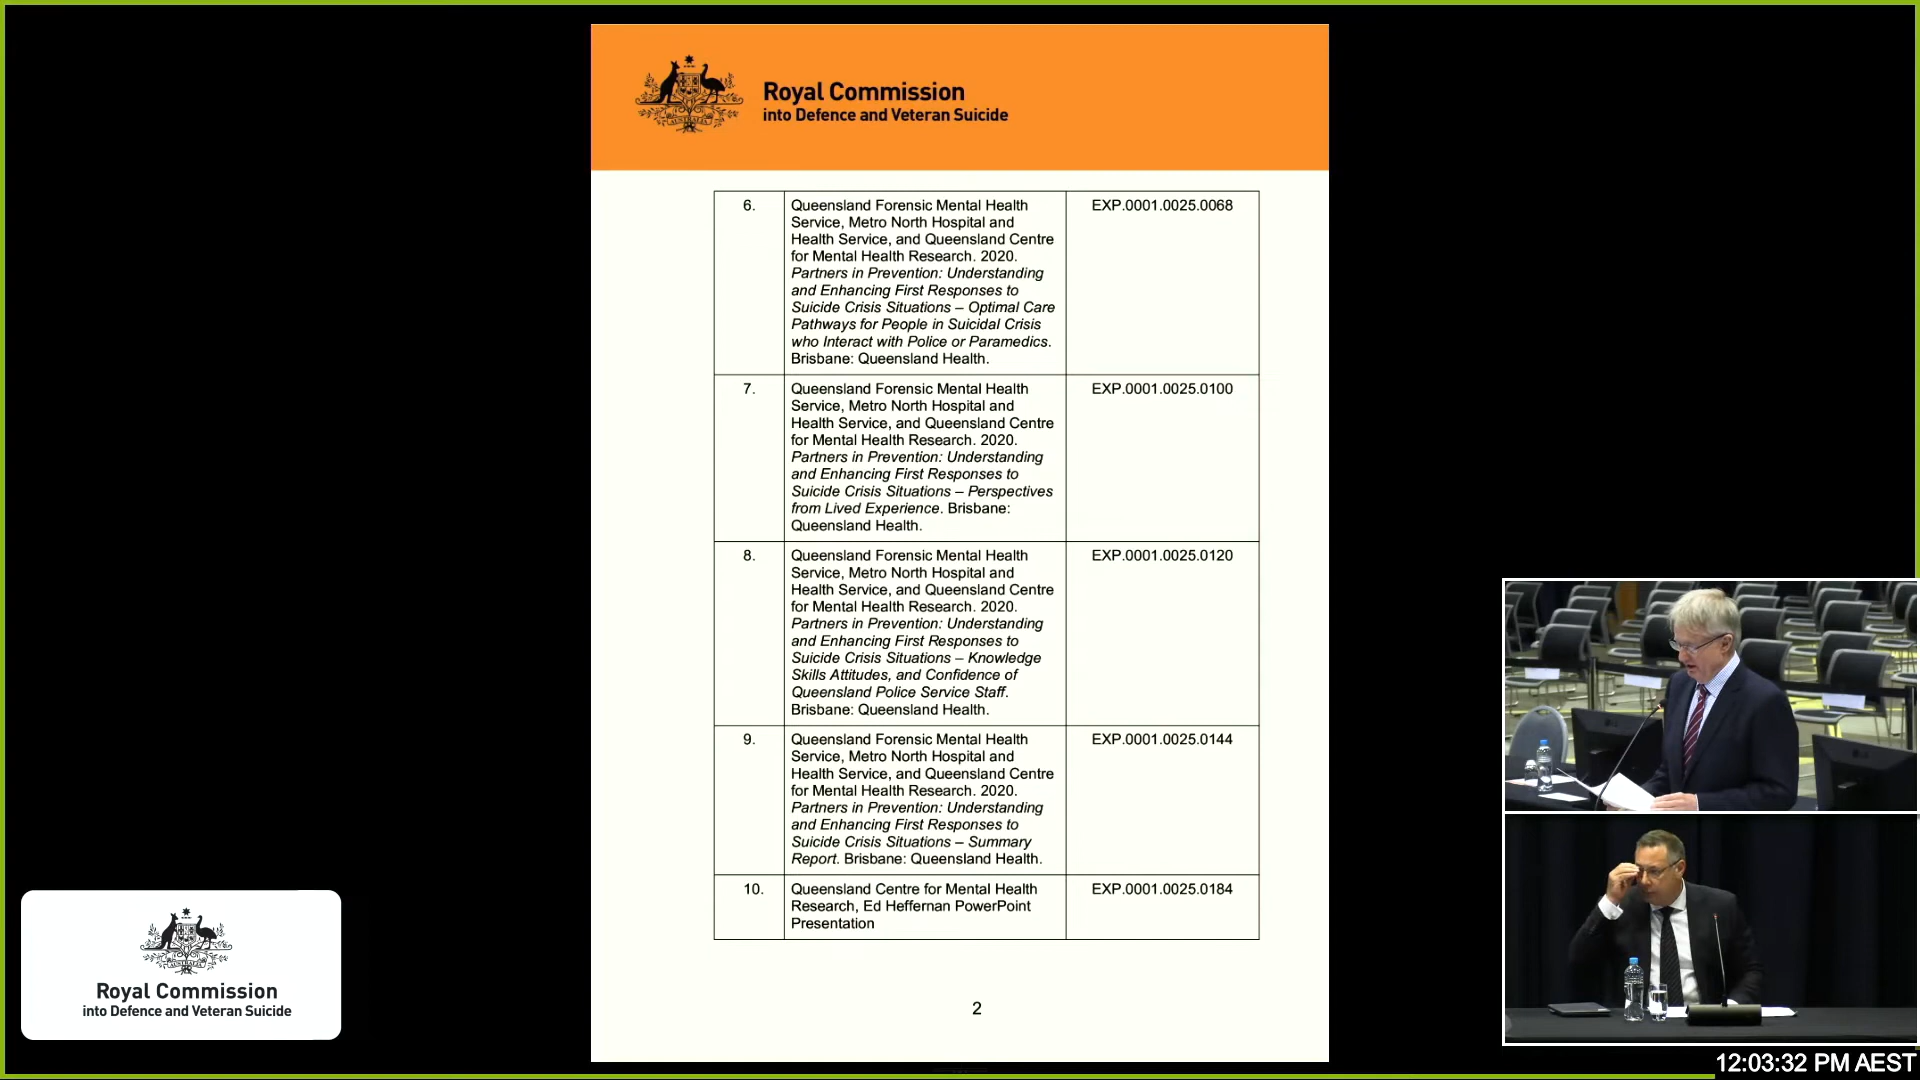 Royal Commission
into Defence and Veteran Suicide
6.
Queensland Forensic Mental Health
Service, Metro North Hospital and
Health Service, and Queensland Centre
for Mental Health Research. 2020.
Partners in Prevention: Understanding
and Enhancing First Responses to
Suicide Crisis Situations – Optimal Care
Pathways for People in Suicidal Crisis
who Interact with Police or Paramedics.
Brisbane: Queensland Health.
EXP.0001.0025.0068
7.
Queensland Forensic Mental Health
Service, Metro North Hospital and
Health Service, and Queensland Centre
for Mental Health Research. 2020.
Partners in Prevention: Understanding
and Enhancing First Responses to
Suicide Crisis Situations – Perspectives
from Lived Experience. Brisbane:
Queensland Health.
EXP.0001.0025.0100
8.
Queensland Forensic Mental Health
Service, Metro North Hospital and
Health Service, and Queensland Centre
for Mental Health Research. 2020.
Partners in Prevention: Understanding
and Enhancing First Responses to
Suicide Crisis Situations – Knowledge
Skills Attitudes, and Confidence of
Queensland Police Service Staff.
Brisbane: Queensland Health.
EXP.0001.0025.0120
9.
Queensland Forensic Mental Health
Service, Metro North Hospital and
Health Service, and Queensland Centre
for Mental Health Research. 2020.
Partners in Prevention: Understanding
and Enhancing First Responses to
Suicide Crisis Situations – Summary
Report. Brisbane: Queensland Health.
EXP.0001.0025.0144
10.
Queensland Centre for Mental Health
Research, Ed Heffernan PowerPoint
Presentation
EXP.0001.0025.0184
2
Royal Commission
into Defence and Veteran Suicide
12:03:32 PM AEST